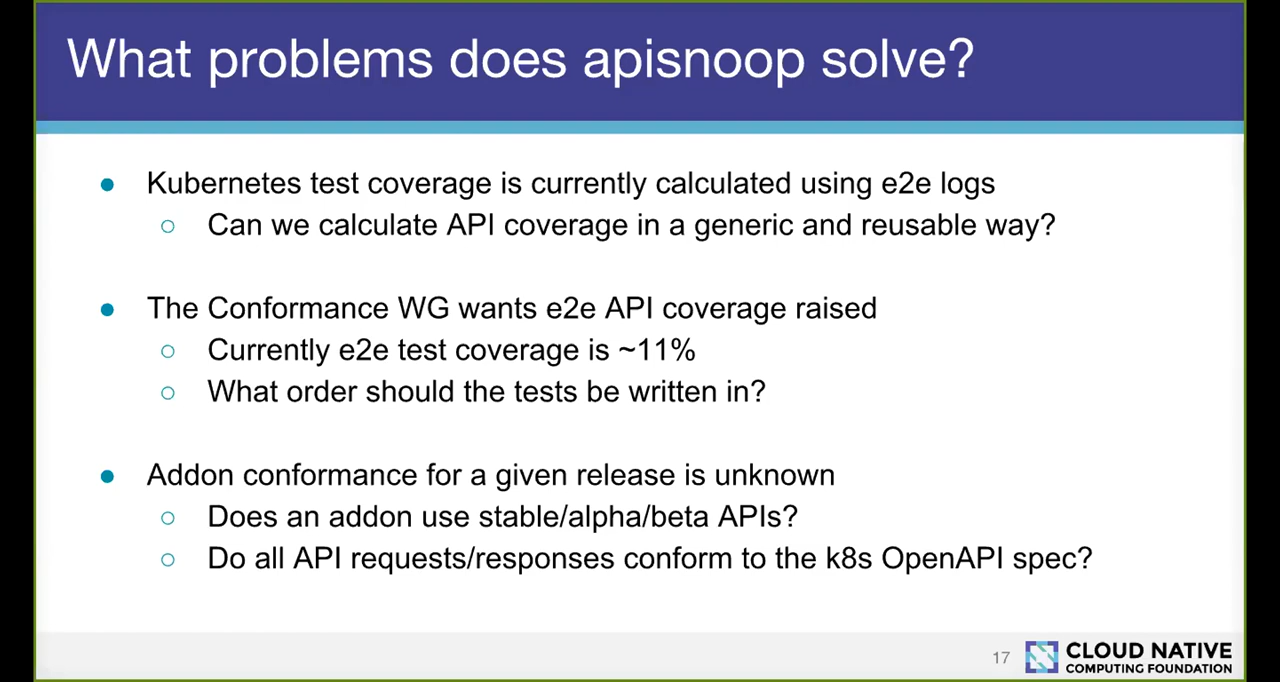 What problems does apisnoop solve?
● Kubernetes test coverage is currently calculated using e2e logs
○ Can we calculate API coverage in a generic and reusable way?
● The Conformance WG wants e2e API coverage raised
○ Currently e2e test coverage is ~11%
○ What order should the tests be written in?
● Addon conformance for a given release is unknown
○ Does an addon use stable/alpha/beta APIs?
○ Do all API requests/responses conform to the k8s OpenAPI spec?
17
CLOUD NATIVE
COMPUTING FOUNDATION